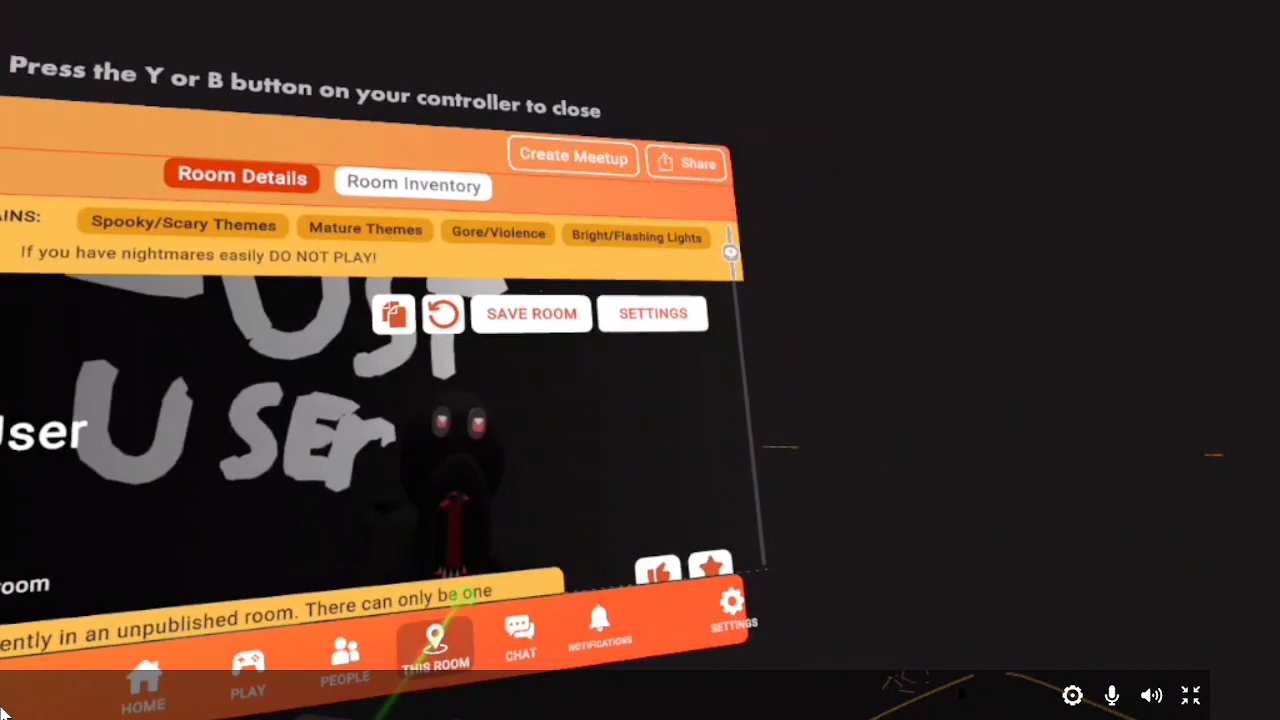 Press the Y or B button on your controller to close
Create Meetup
Share
Room Details
Room Inventory
AINS:
Spooky/Scary Themes
Mature Themes
Gore/Violence
Bright/Flashing Lights
If you have nightmares easily DO NOT PLAY!
SAVE ROOM
SETTINGS
User
USEr
room
ently in an unpublished room. There can only be one
HOME
PLAY
PEOPLE
THIS ROOM
CHAT
NOTIFICATIONS
SETTINGS